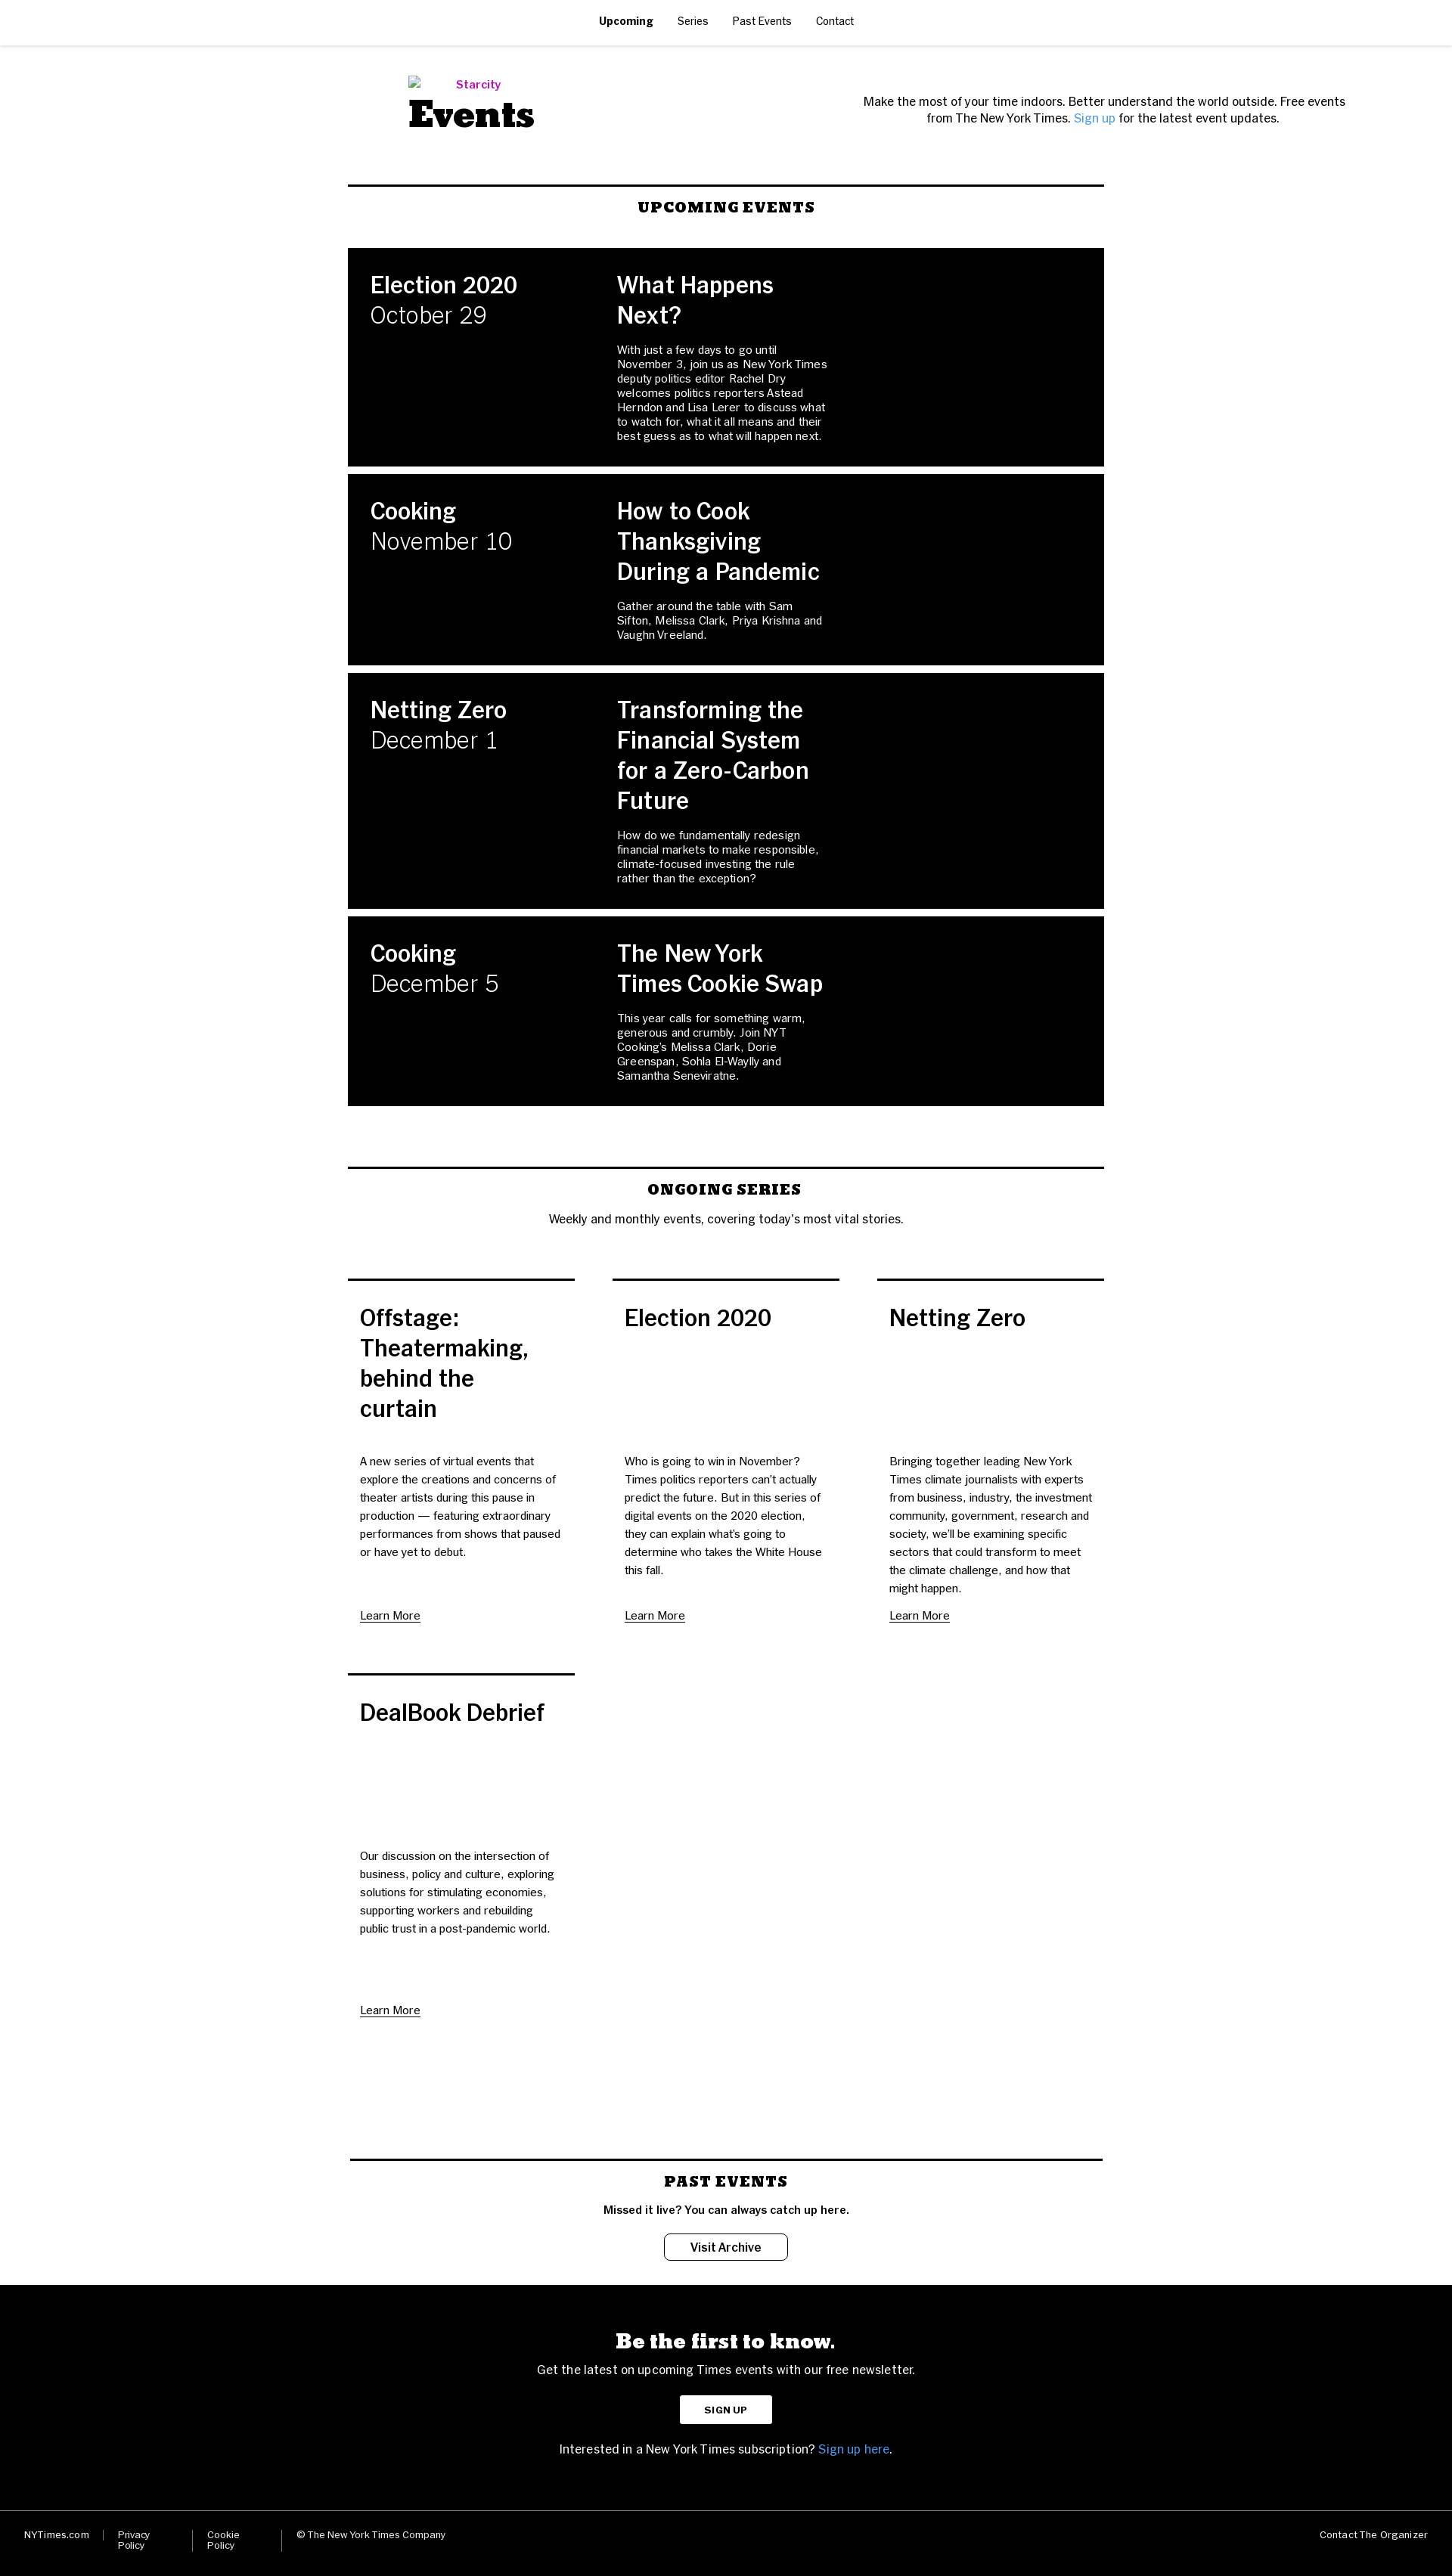 Upcoming Series Past Events Contact
Starcity
Events
Make the most of your time indoors. Better understand the world outside. Free events
from The New York Times. Sign up for the latest event updates.
UPCOMING EVENTS
Election 2020
October 29
What Happens
Next?
With just a few days to go until
November 3, join us as New York Times
deputy politics editor Rachel Dry
welcomes politics reporters Astead
Herndon and Lisa Lerer to discuss what
to watch for, what it all means and their
best guess as to what will happen next.
Cooking
November 10
How to Cook
Thanksgiving
During a Pandemic
Gather around the table with Sam
Sifton, Melissa Clark, Priya Krishna and
Vaughn Vreeland.
Netting Zero
December 1
Transforming the
Financial System
for a Zero-Carbon
Future
How do we fundamentally redesign
financial markets to make responsible,
climate-focused investing the rule
rather than the exception?
Cooking
December 5
The New York
Times Cookie Swap
This year calls for something warm,
generous and crumbly. Join NYT
Cooking's Melissa Clark, Dorie
Greenspan, Sohla El-Waylly and
Samantha Seneviratne.
ONGOING SERIES
Weekly and monthly events, covering today's most vital stories.
Offstage:
Theatermaking,
behind the
curtain
A new series of virtual events that
explore the creations and concerns of
theater artists during this pause in
production — featuring extraordinary
performances from shows that paused
or have yet to debut.
Learn More
Election 2020
Who is going to win in November?
Times politics reporters can't actually
predict the future. But in this series of
digital events on the 2020 election,
they can explain what's going to
determine who takes the White House
this fall.
Learn More
Netting Zero
Bringing together leading New York
Times climate journalists with experts
from business, industry, the investment
community, government, research and
society, we'll be examining specific
sectors that could transform to meet
the climate challenge, and how that
might happen.
Learn More
DealBook Debrief
Our discussion on the intersection of
business, policy and culture, exploring
solutions for stimulating economies,
supporting workers and rebuilding
public trust in a post-pandemic world.
Learn More
PAST EVENTS
Missed it live? You can always catch up here.
Visit Archive
Be the first to know.
Get the latest on upcoming Times events with our free newsletter.
SIGN UP
Interested in a New York Times subscription? Sign up here.
NYTimes.com
Privacy
Policy
Cookie
Policy
© The New York Times Company
Contact The Organizer